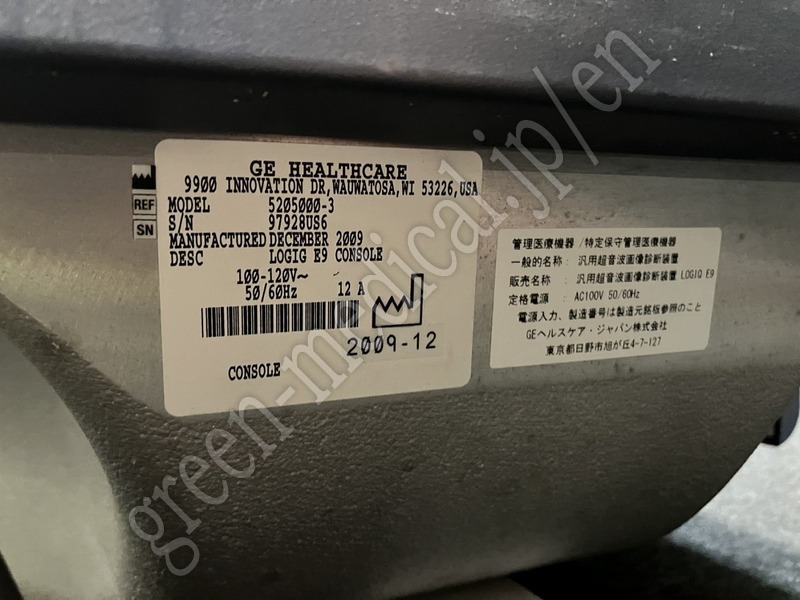 GE HEALTHCARE
9900 INNOVATION DR,WAUWATOSA,WI 53226,USA
REF
MODEL 5205000-3
SN
S/N 97928US6
MANUFACTURED DECEMBER 2009
DESC LOGIG E9 CONSOLE
100-120V~
50/60Hz 12 A
2009-12
CONSOLE
管理医療機器/特定保守管理医療機器
一般的名称: 汎用超音波画像診断装置
販売名称: 汎用超音波画像診断装置 LOGIQ E9
定格電源: AC100V 50/60Hz
電源入力、製造番号は製造元銘板参照のこと
GEヘルスケア・ジャパン株式会社
東京都日野市旭が丘4-7-127
green-medical.jp/en